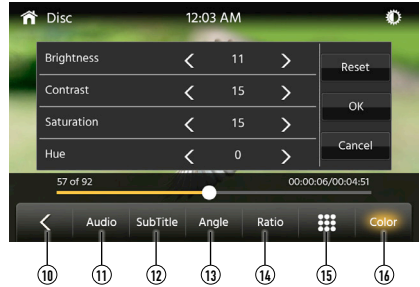 Disc 12:03 AM
Brightness 11
Contrast 15
Saturation 15
Hue 0
Reset
OK
Cancel
57 of 92 00:00:06/00:04:51
Audio SubTitle Angle Ratio Color
10 11 12 13 14 15 16